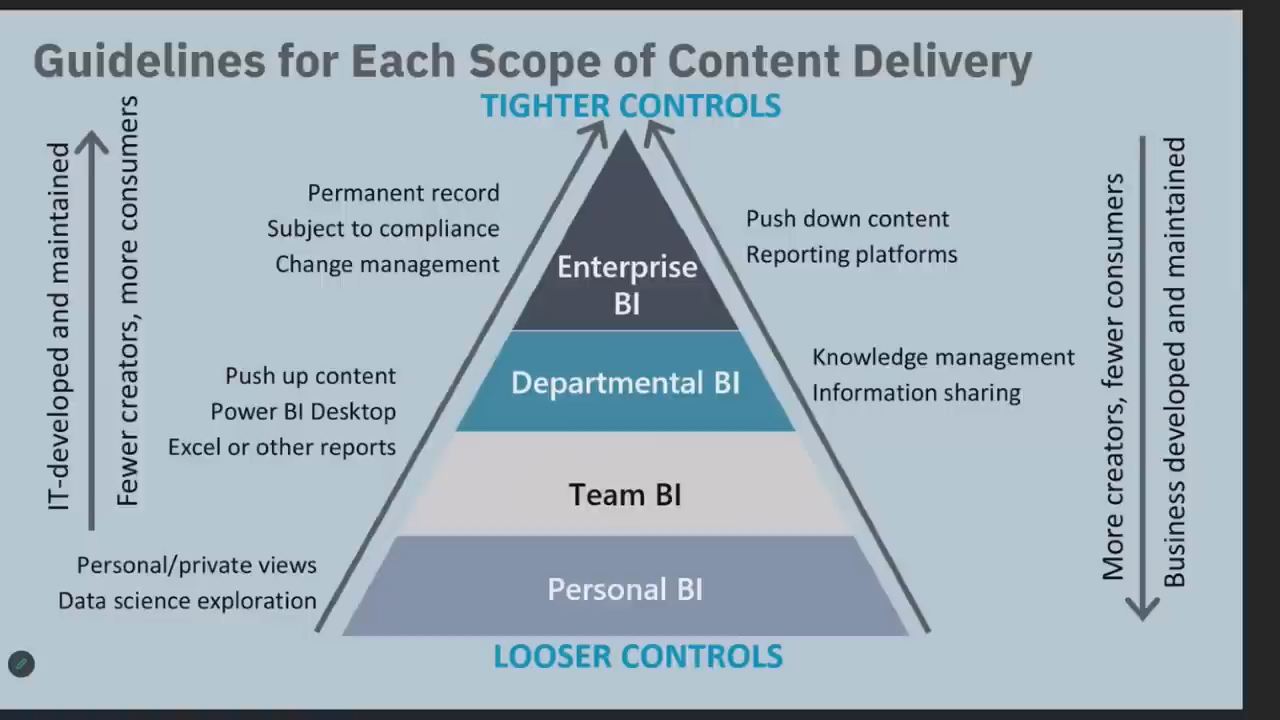 Guidelines for Each Scope of Content Delivery
TIGHTER CONTROLS
IT-developed and maintained
Fewer creators, more consumers
Permanent record
Subject to compliance
Change management
Push up content
Power BI Desktop
Excel or other reports
Personal/private views
Data science exploration
Enterprise
BI
Departmental BI
Team BI
Personal BI
Push down content
Reporting platforms
Knowledge management
Information sharing
More creators, fewer consumers
Business developed and maintained
LOOSER CONTROLS